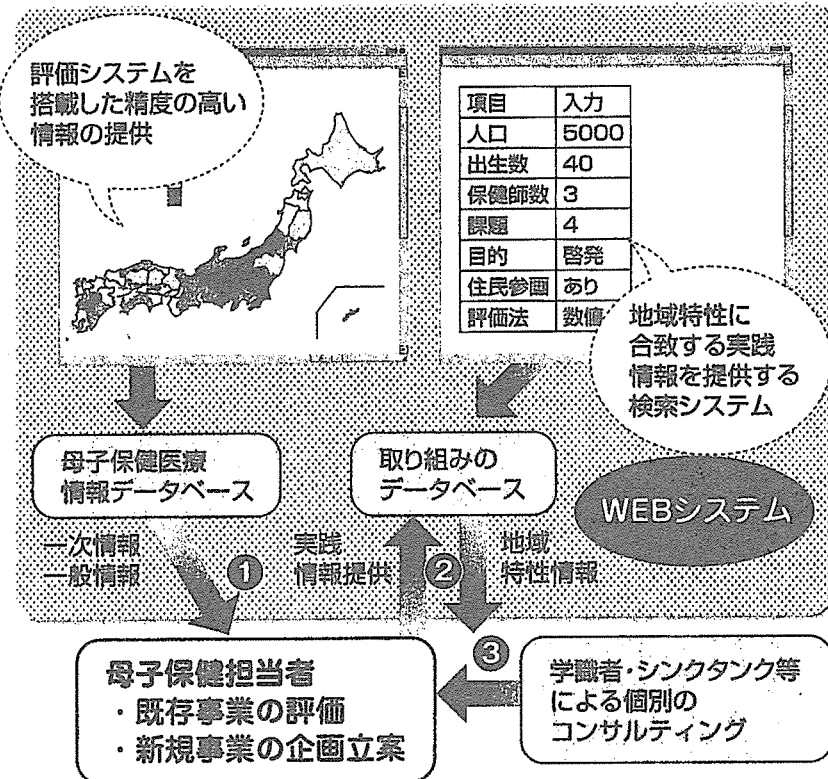 評価システムを
搭載した精度の高い
情報の提供
項目 入力
人口 5000
出生数 40
保健師数 3
課題 4
目的 啓発
住民参画 あり
評価法 数値
地域特性に
合致する実践
情報を提供する
検索システム
母子保健医療
情報データベース
取り組みの
データベース
WEBシステム
一次情報
一般情報
①
実践
情報提供
②
地域
特性情報
③
母子保健担当者
・既存事業の評価
・新規事業の企画立案
学識者・シンクタンク等
による個別の
コンサルティング